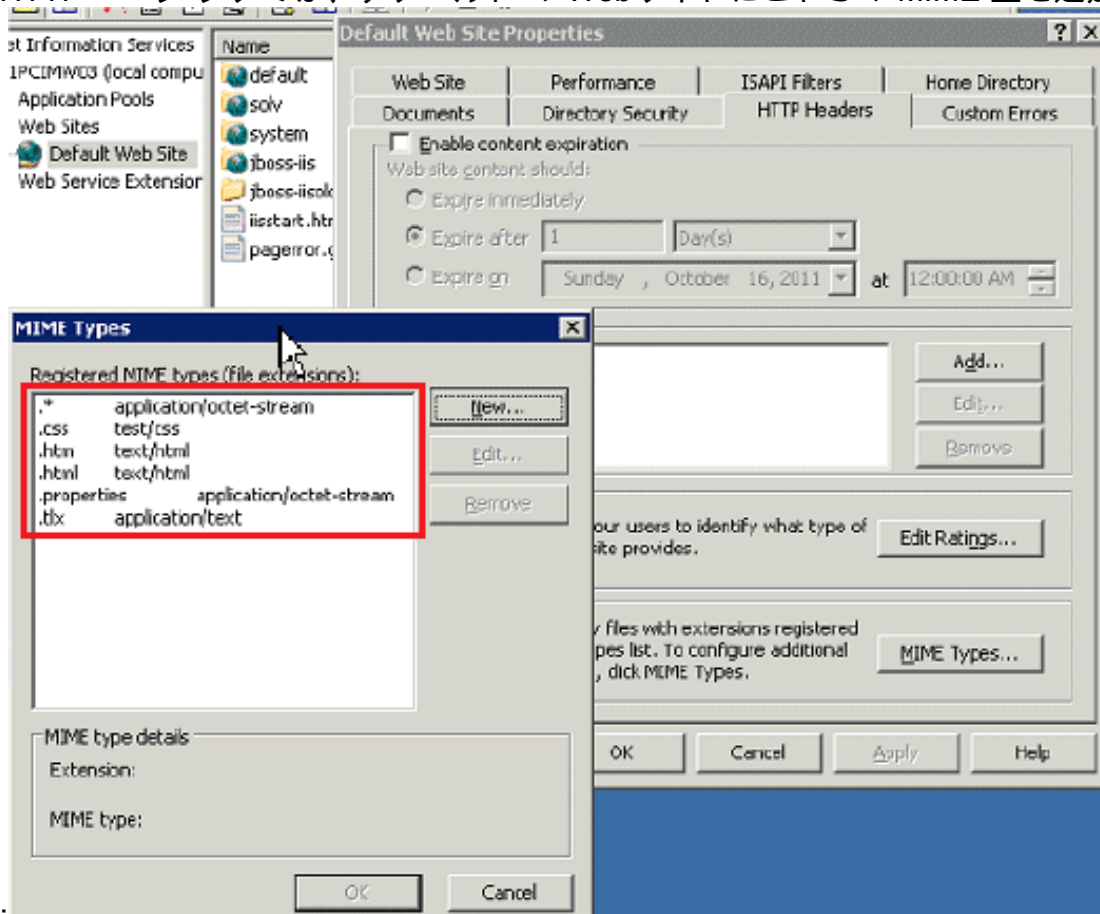 et Information Services
IPCIMWC3 (local compu
Application Pools
Web Sites
Default Web Site
Web Service Extension
Name
default
solv
system
jboss-iis
jboss-iisolc
iisstart.htr
pagerror.g
Default Web Site Properties
Web Site
Performance
ISAPI Filters
Home Directory
Documents
Directory Security
HTTP Headers
Custom Errors
Enable content expiration
Web site content should:
Expire immediately
Expire after 1 Day(s)
Expire on Sunday , October 16, 2011 at 12:00:00 AM
MIME Types
Registered MIME types (file extensions):
.* application/octet-stream
.css test/css
.htm text/html
.html text/html
.properties application/octet-stream
.tlx application/text
New...
Edit...
Remove
MIME type details
Extension:
MIME type:
OK Cancel
Add...
Edit...
Remove
our users to identify what type of
ite provides.
Edit Ratings...
files with extensions registered
pes list. To configure additional
, click MIME Types.
MIME Types...
OK Cancel Apply Help
.